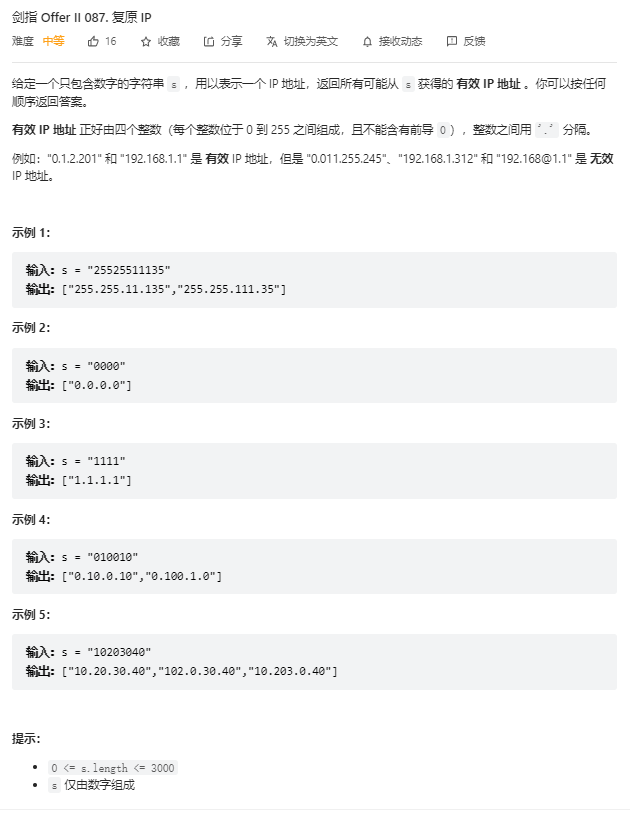 剑指 Offer II 087. 复原 IP
难度 中等 16 收藏 分享 切换为英文 接收动态 反馈
给定一个只包含数字的字符串 s ，用以表示一个 IP 地址，返回所有可能从 s 获得的 有效 IP 地址 。你可以按任何
顺序返回答案。
有效 IP 地址 正好由四个整数（每个整数位于 0 到 255 之间组成，且不能含有前导 0 ），整数之间用 '.' 分隔。
例如："0.1.2.201" 和 "192.168.1.1" 是 有效 IP 地址，但是 "0.011.255.245"、"192.168.1.312" 和 "192.168@1.1" 是 无效
IP 地址。
示例 1：
输入：s = "25525511135"
输出：["255.255.11.135","255.255.111.35"]
示例 2：
输入：s = "0000"
输出：["0.0.0.0"]
示例 3：
输入：s = "1111"
输出：["1.1.1.1"]
示例 4：
输入：s = "010010"
输出：["0.10.0.10","0.100.1.0"]
示例 5：
输入：s = "10203040"
输出：["10.20.30.40","102.0.30.40","10.203.0.40"]
提示：
0 <= s.length <= 3000
s 仅由数字组成